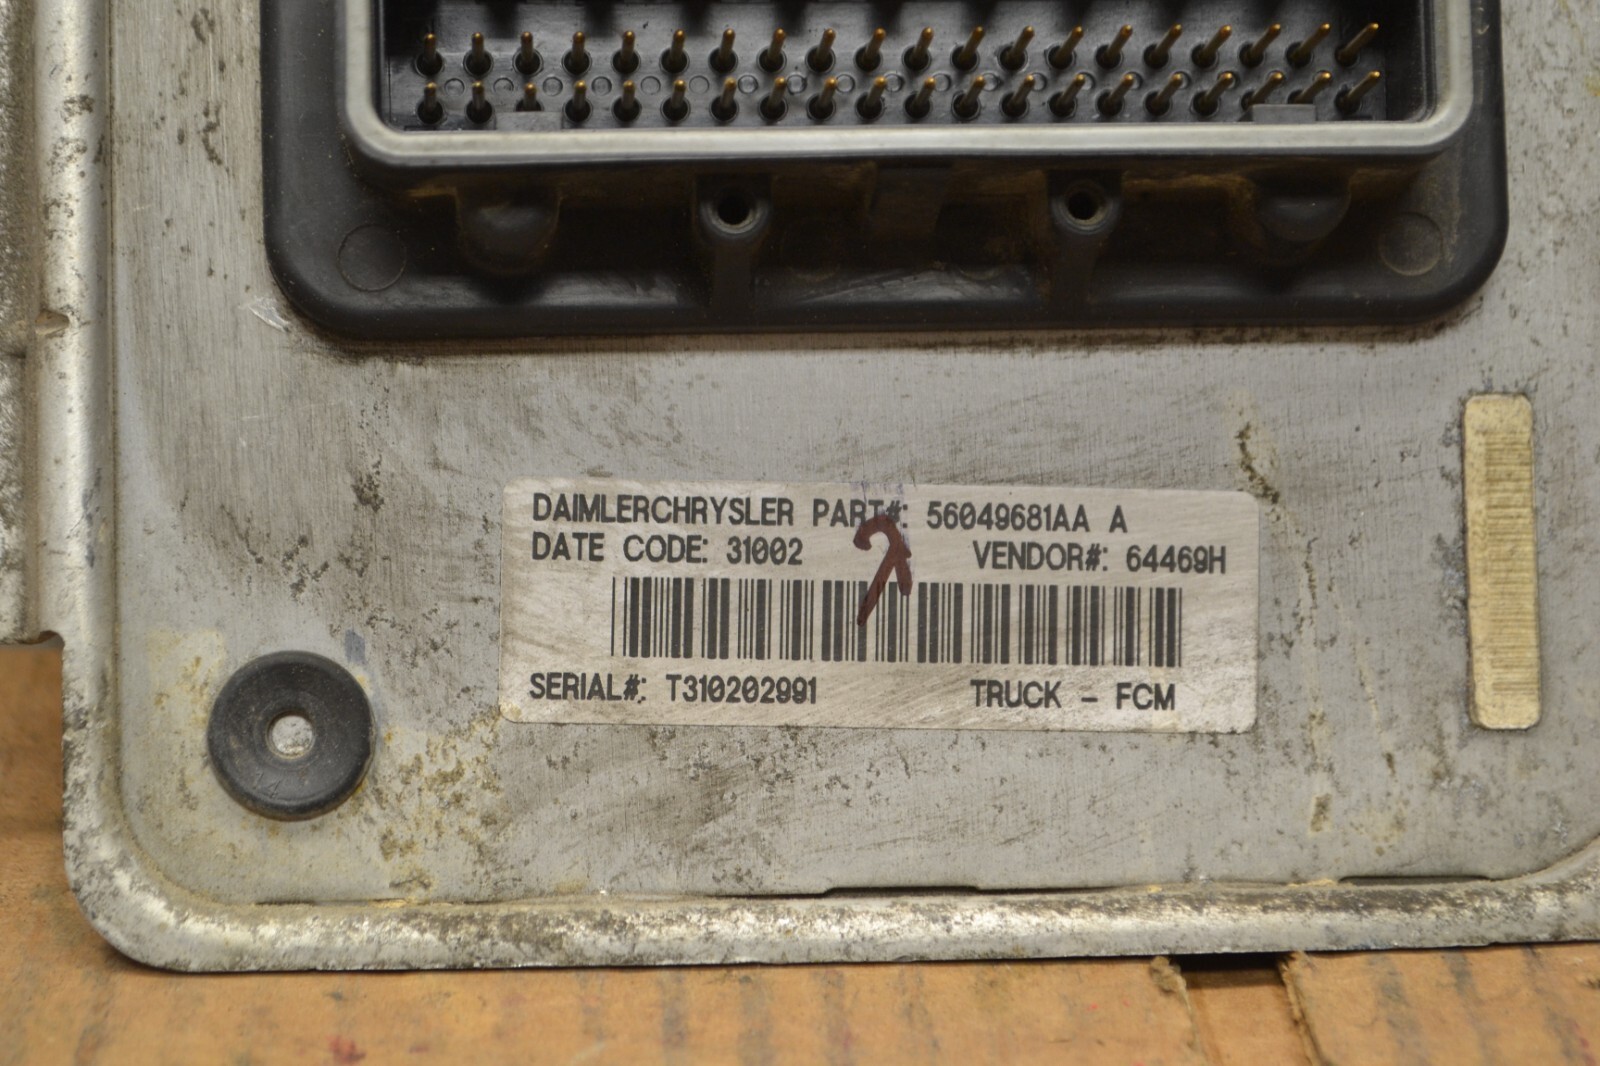 DAIMLERCHRYSLER PART#: 56049681AA A
DATE CODE: 31002 VENDOR#: 64469H
SERIAL#: T310202991 TRUCK - FCM